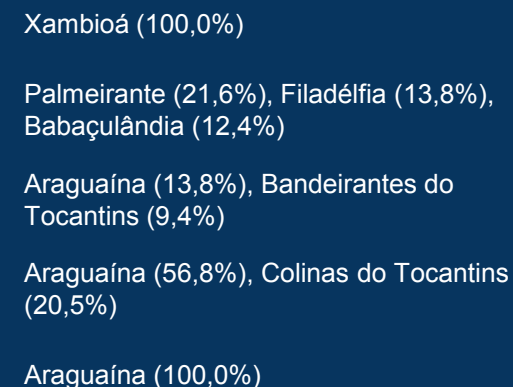 Xambioá (100,0%)
Palmeirante (21,6%), Filadélfia (13,8%),
Babaçulândia (12,4%)
Araguaína (13,8%), Bandeirantes do
Tocantins (9,4%)
Araguaína (56,8%), Colinas do Tocantins
(20,5%)
Araguaína (100,0%)